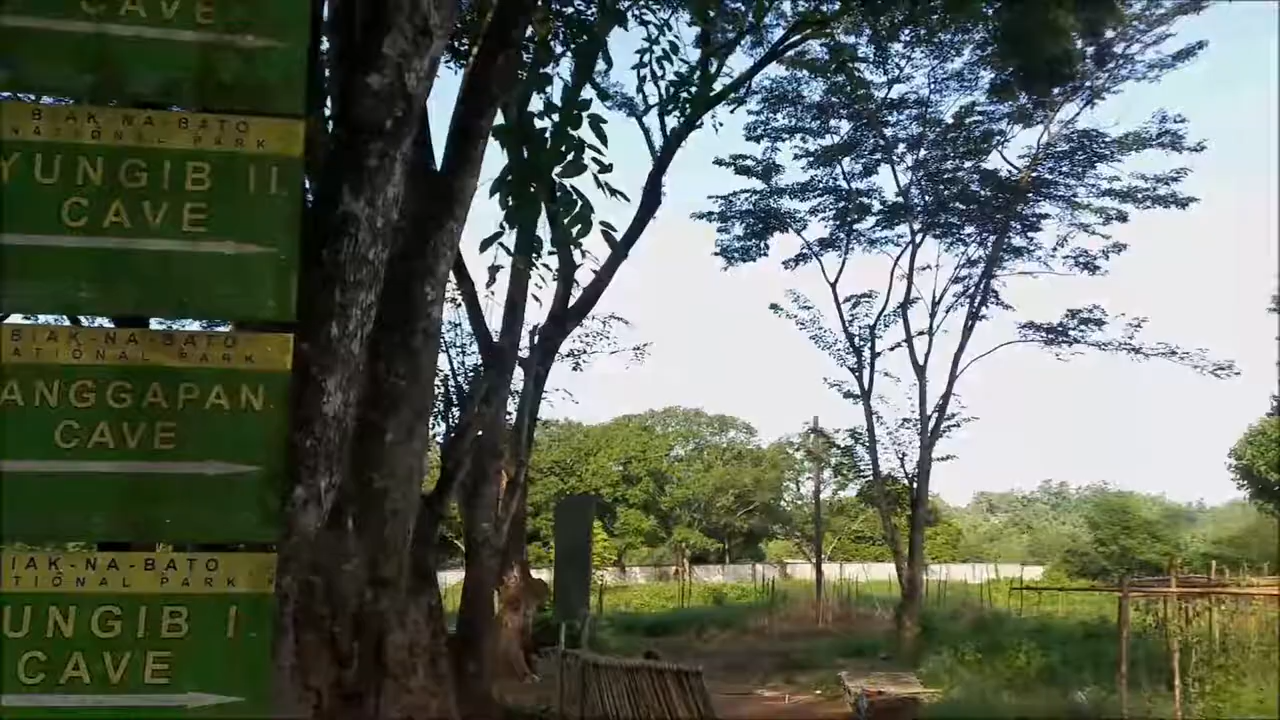 CAVE
BIAK-NA-BATO
NATIONAL PARK
YUNGIB II
CAVE
BIAK-NA-BATO
ATIONAL PARK
ANGGAPAN
CAVE
IAK-NA-BATO
TIONAL PARK
UNGIB I
CAVE